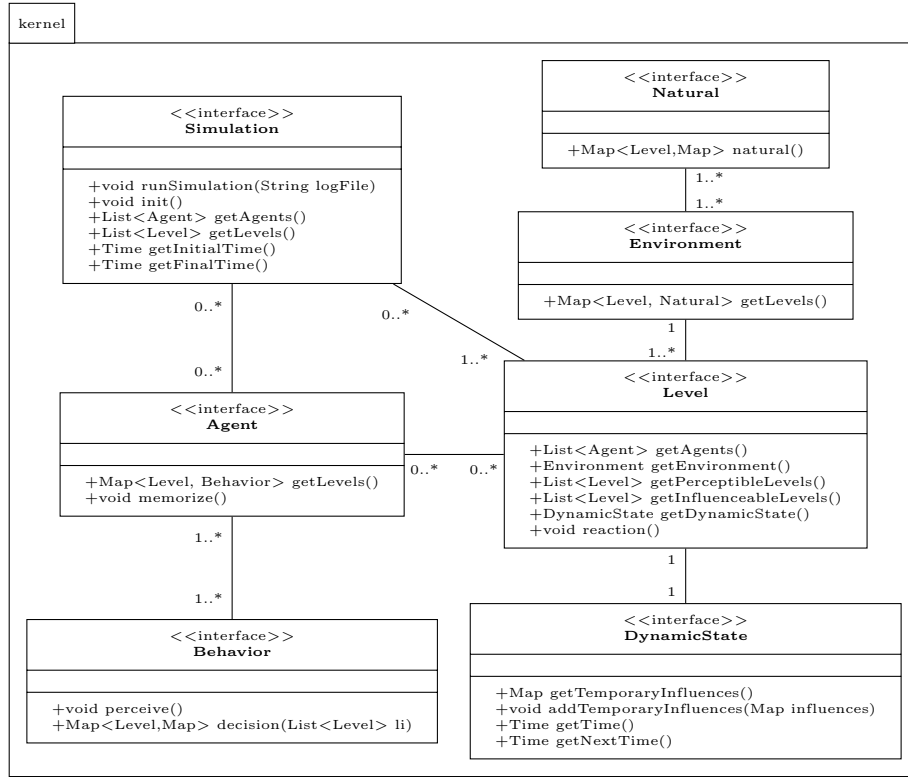 kernel
<<interface>>
Natural
+Map<Level,Map> natural()
<<interface>>
Simulation
+void runSimulation(String logFile)
+void init()
+List<Agent> getAgents()
+List<Level> getLevels()
+Time getInitialTime()
+Time getFinalTime()
1..*
1..*
<<interface>>
Environment
+Map<Level, Natural> getLevels()
0..*
0..*
1
1..*
1..*
0..*
<<interface>>
Level
+List<Agent> getAgents()
+Environment getEnvironment()
+List<Level> getPerceptibleLevels()
+List<Level> getInfluenceableLevels()
+DynamicState getDynamicState()
+void reaction()
<<interface>>
Agent
+Map<Level, Behavior> getLevels()
+void memorize()
0..*
0..*
1..*
1..*
1
1
<<interface>>
Behavior
+void perceive()
+Map<Level,Map> decision(List<Level> li)
<<interface>>
DynamicState
+Map getTemporaryInfluences()
+void addTemporaryInfluences(Map influences)
+Time getTime()
+Time getNextTime()